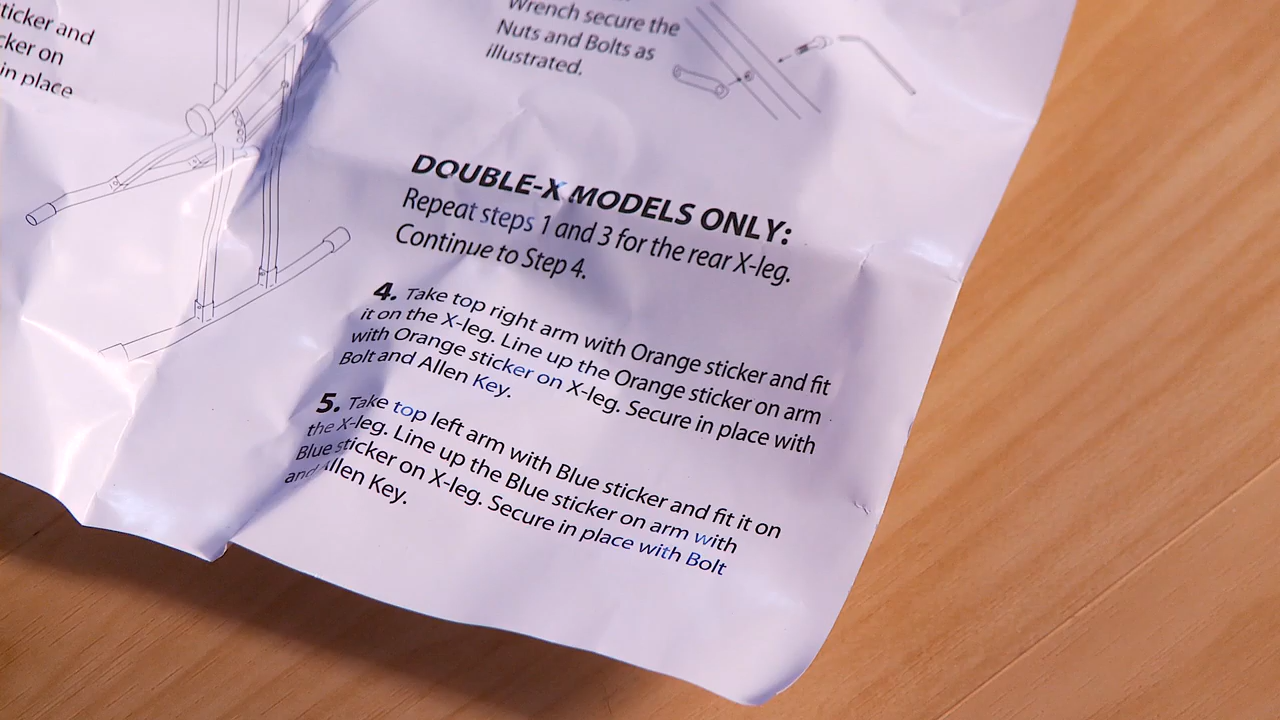 ticker and
cker on
in place
Wrench secure the
Nuts and Bolts as
illustrated.
DOUBLE-X MODELS ONLY:
Repeat steps 1 and 3 for the rear X-leg.
Continue to Step 4.
4. Take top right arm with Orange sticker and fit
it on the X-leg. Line up the Orange sticker on arm
with Orange sticker on X-leg. Secure in place with
Bolt and Allen Key.
5. Take top left arm with Blue sticker and fit it on
the X-leg. Line up the Blue sticker on arm with
Blue sticker on X-leg. Secure in place with Bolt
and Allen Key.